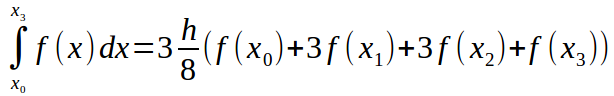 ∫_{x₀}^{x₃} f(x)dx=3 h/8 (f(x₀)+3f(x₁)+3f(x₂)+f(x₃))